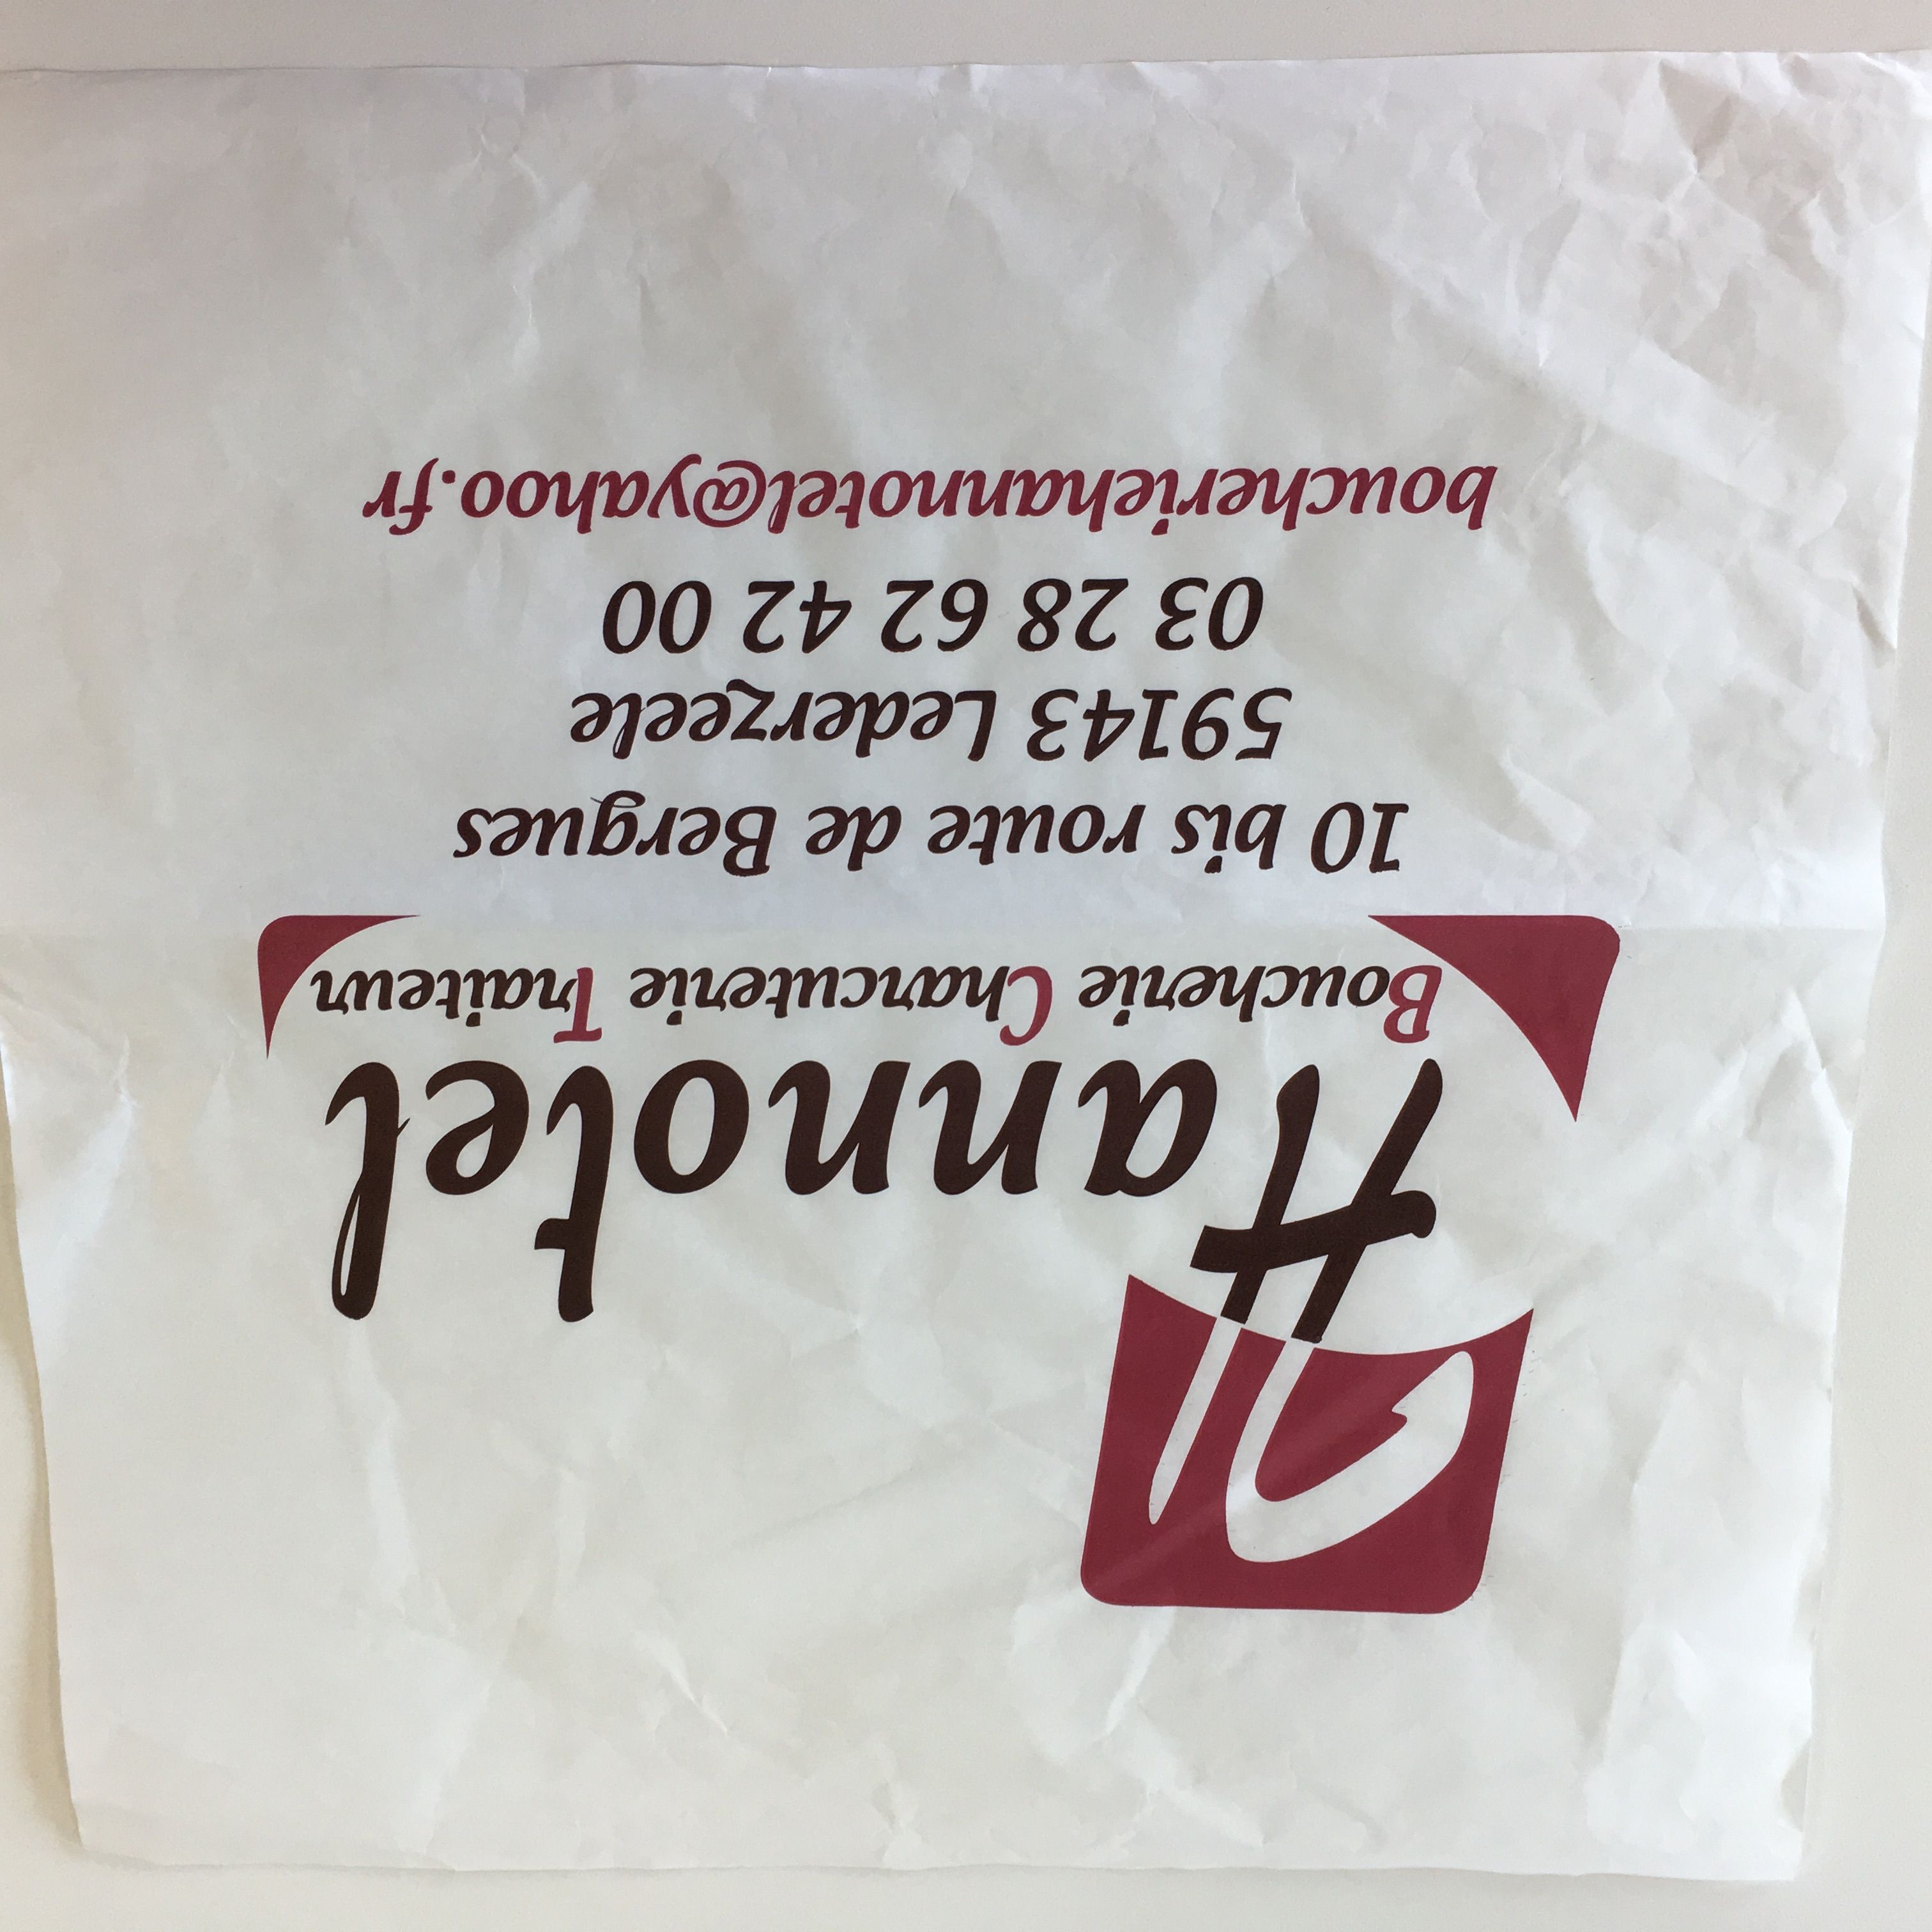 Hannotel
Boucherie Charcuterie Traiteur
10 bis route de Bergues
59143 Lederzeele
03 28 62 42 00
boucheriehannotel@yahoo.fr